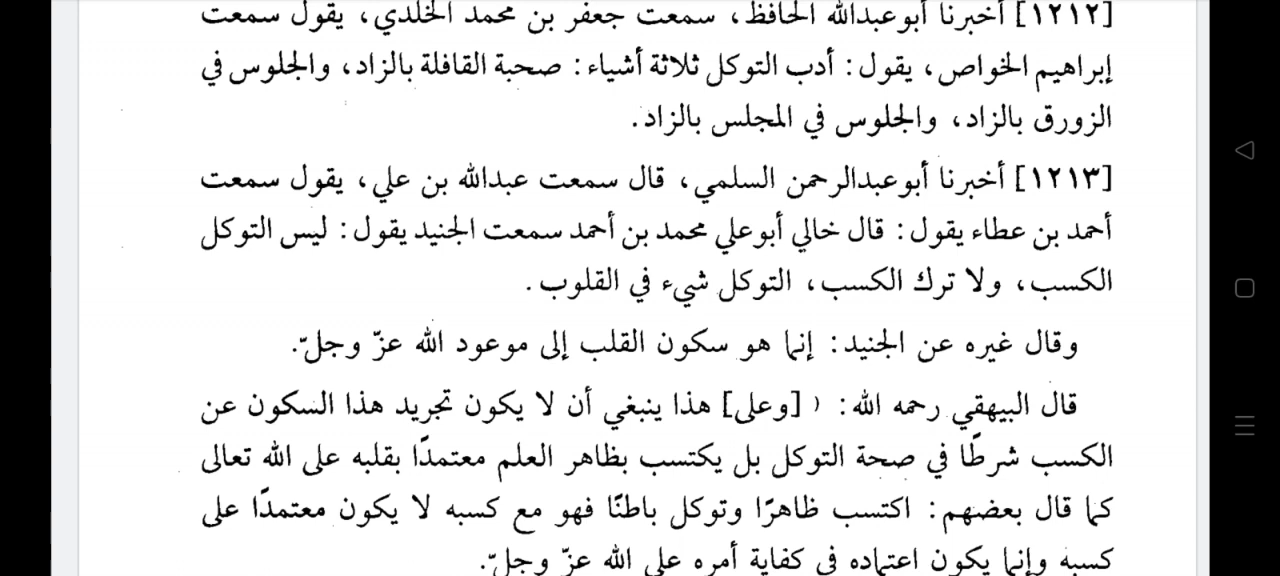 [١٢١٢] أخبرنا أبوعبدالله الحافظ، سمعت جعفر بن محمد الخلدي، يقول سمعت
إبراهيم الخواص، يقول: أدب التوكل ثلاثة أشياء: صحبة القافلة بالزاد، والجلوس في
الزورق بالزاد، والجلوس في المجلس بالزاد.
[١٢١٣] أخبرنا أبوعبدالرحمن السلمي، قال سمعت عبدالله بن علي، يقول سمعت
أحمد بن عطاء يقول: قال خالي أبوعلي محمد بن أحمد سمعت الجنيد يقول: ليس التوكل
الكسب، ولا ترك الكسب، التوكل شيء في القلوب.
وقال غيره عن الجنيد: إنما هو سكون القلب إلى موعود الله عزّ وجلّ.
قال البيهقي رحمه الله: ( [وعلى] هذا ينبغي أن لا يكون تجريد هذا السكون عن
الكسب شرطًا في صحة التوكل بل يكتسب بظاهر العلم معتمدًا بقلبه على الله تعالى
كما قال بعضهم: اكتسب ظاهرًا وتوكل باطنًا فهو مع كسبه لا يكون معتمدًا على
كسبه وإنما يكون اعتماده في كفاية أمره على الله عزّ وجلّ.